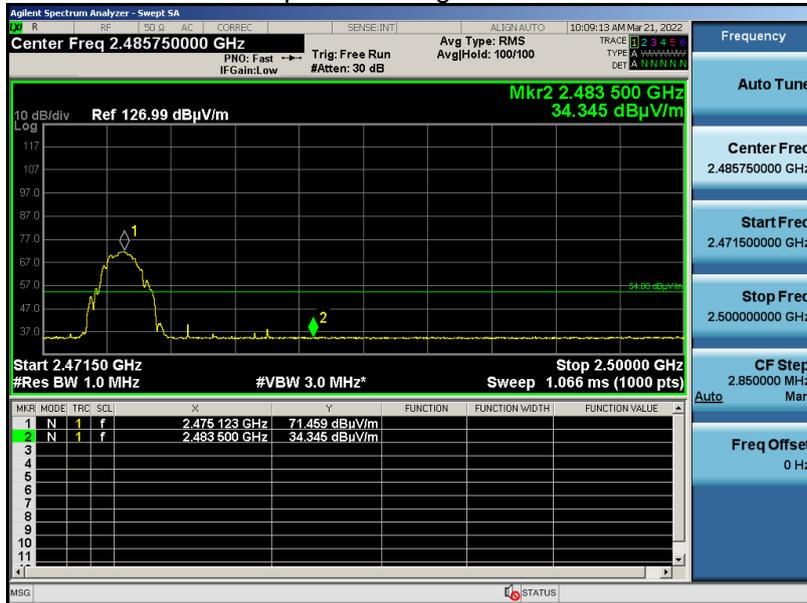 Agilent Spectrum Analyzer - Swept SA
LXI R RF 50 Ω AC CORREC SENSE:INT ALIGN AUTO 10:09:13 AM Mar 21, 2022
Center Freq 2.485750000 GHz
PNO: Fast
IFGain:Low
Trig: Free Run
#Atten: 30 dB
Avg Type: RMS
Avg|Hold: 100/100
TRACE 1 2 3 4 5 6
TYPE A WWWWW
DET A N N N N N
Mkr2 2.483 500 GHz
34.345 dBµV/m
10 dB/div Ref 126.99 dBµV/m
Log
117
107
97.0
87.0
77.0
67.0
57.0
47.0
37.0
1
2
54.00 dBµV/m
Start 2.47150 GHz Stop 2.50000 GHz
#Res BW 1.0 MHz #VBW 3.0 MHz* Sweep 1.066 ms (1000 pts)
MKR MODE TRC SCL X Y FUNCTION FUNCTION WIDTH FUNCTION VALUE
1 N 1 f 2.475 123 GHz 71.459 dBµV/m
2 N 1 f 2.483 500 GHz 34.345 dBµV/m
3
4
5
6
7
8
9
10
11
MSG STATUS
Frequency
Auto Tune
Center Freq
2.485750000 GHz
Start Freq
2.471500000 GHz
Stop Freq
2.500000000 GHz
CF Step
2.850000 MHz
Auto Man
Freq Offset
0 Hz